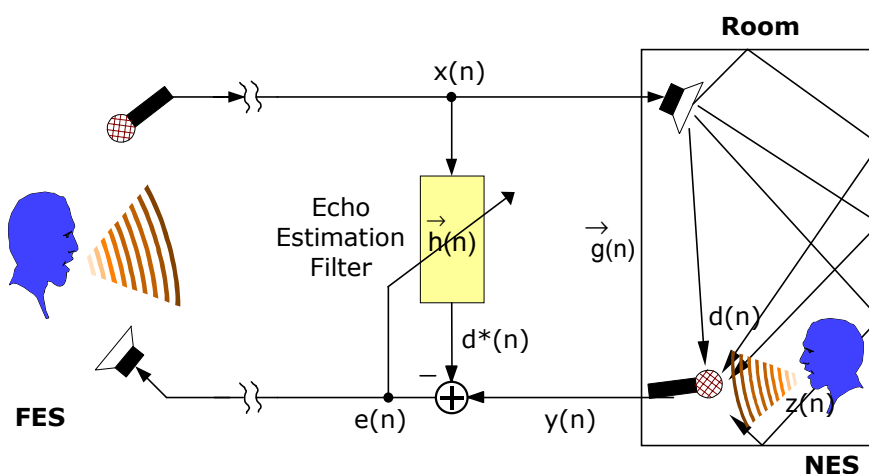 Room
x(n)
Echo
Estimation
Filter
h(n)
g(n)
d*(n)
d(n)
−
+
z(n)
FES
e(n)
y(n)
NES